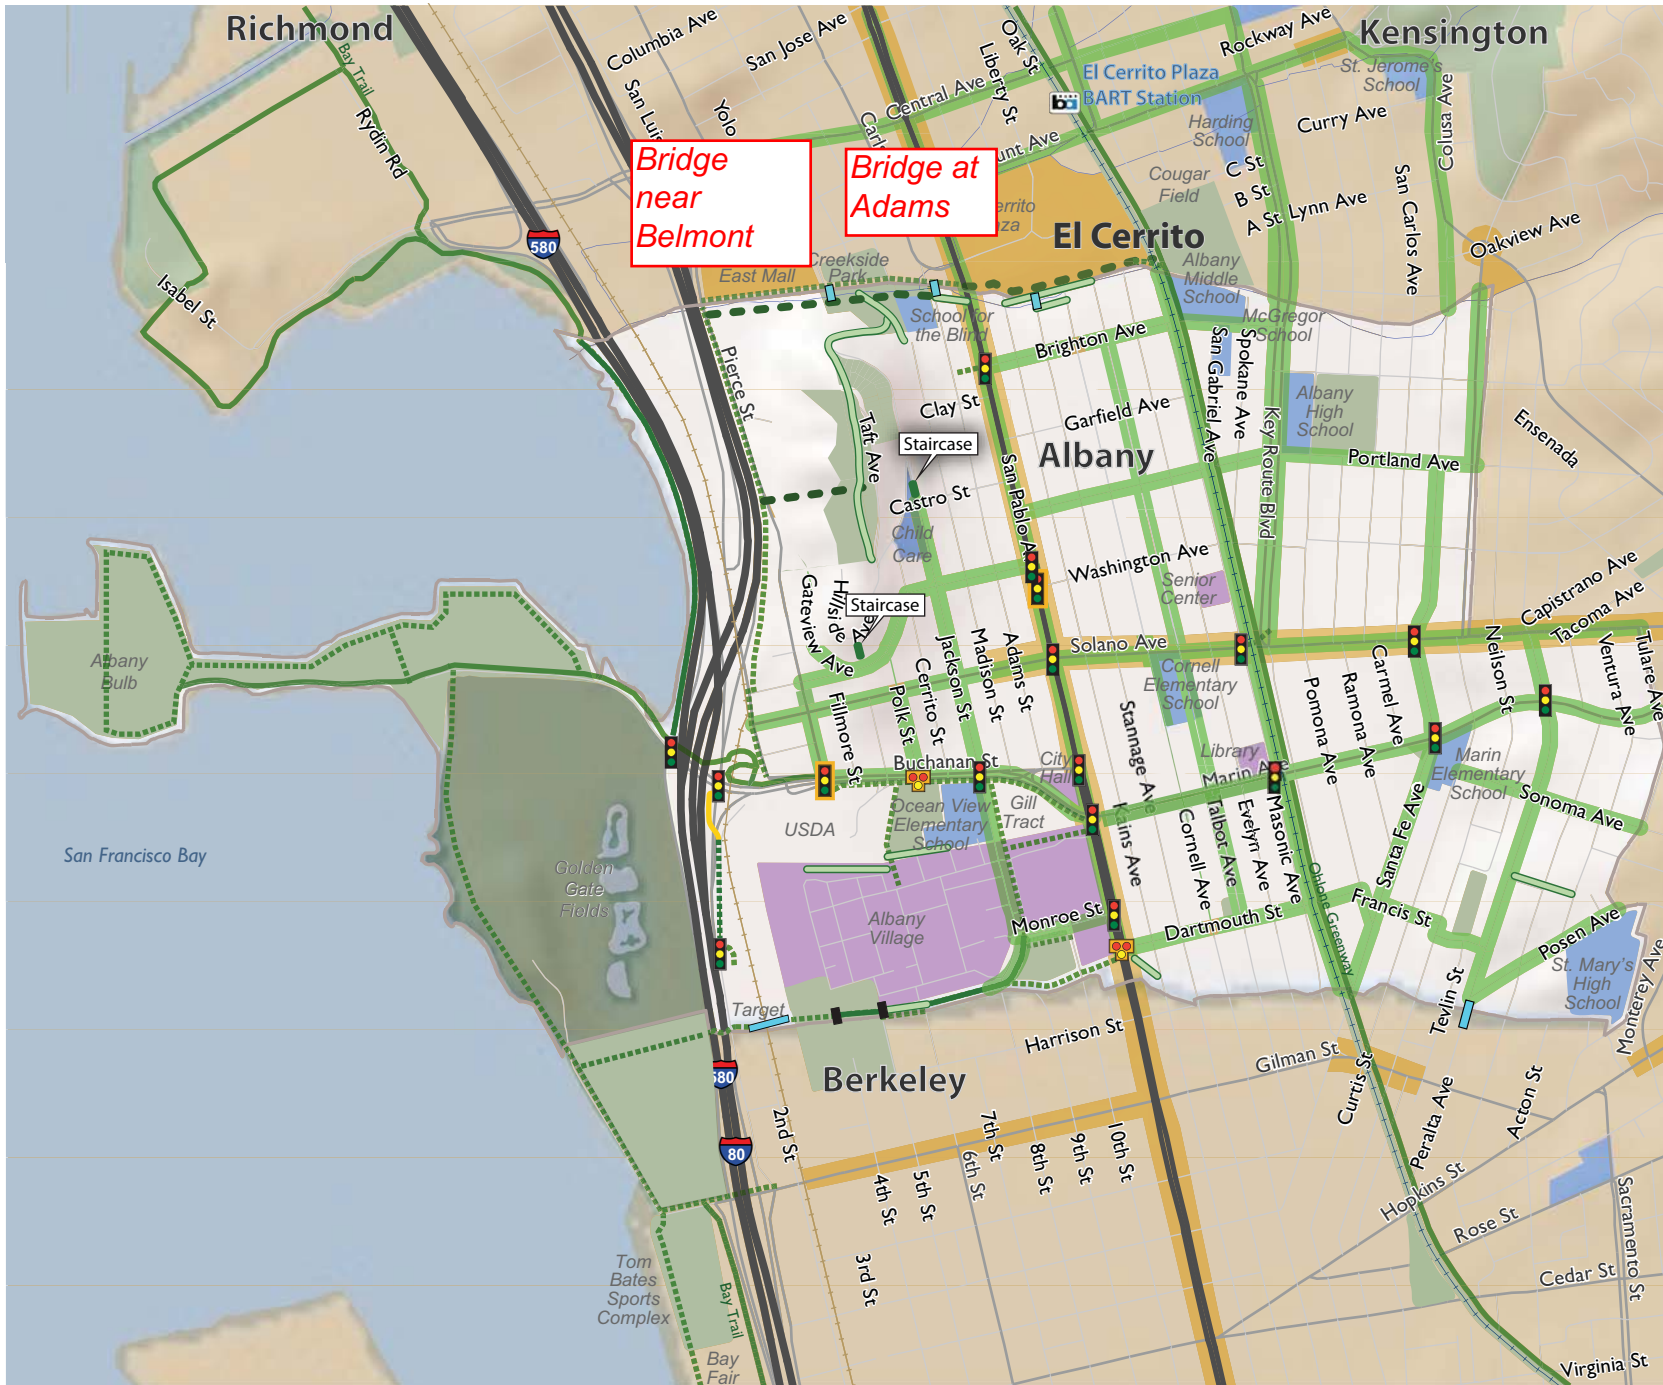 Richmond
Kensington
Columbia Ave
San Jose Ave
Rockway Ave
Oak St
Liberty St
El Cerrito Plaza
BART Station
St. Jerome's
School
Bay Trail
Rydin Rd
San Luis
Yolo
Central Ave
Harding
School
Curry Ave
Colusa Ave
Bridge
near
Belmont
Bridge at
Adams
C St
B St
A St
Lynn Ave
San Carlos Ave
Cougar
Field
Oakview Ave
580
El Cerrito
East Mall
Creekside
Park
Albany
Middle
School
Isabel St
School for
the Blind
McGregor
School
Brighton Ave
Pierce St
San Gabriel Ave
Spokane Ave
Key Route Blvd
Clay St
Garfield Ave
Albany
High
School
Ensenada
Taft Ave
Staircase
Albany
Portland Ave
Castro St
San Pablo A
Child
Care
Washington Ave
Senior
Center
Capistrano Ave
Tacoma Ave
Gateview Ave
Hillside
Ave
Staircase
Solano Ave
Neilson St
Ventura Ave
Tulare Ave
Albany
Bulb
Jackson St
Madison St
Adams St
Cornell
Elementary
School
Carmel Ave
Ramona Ave
Pomona Ave
Fillmore St
Polk St
Cerrito St
Stannage Ave
Buchanan St
City
Hall
Library
Marin
Marin
Elementary
School
Ocean View
Elementary
School
Gill
Tract
Kains Ave
Sonoma Ave
USDA
San Francisco Bay
Golden
Gate
Fields
Cornell Ave
Talbot Ave
Evelyn Ave
Masonic Ave
Santa Fe Ave
Ohlone Greenway
Albany
Village
Monroe St
Dartmouth St
Francis St
Posen Ave
St. Mary's
High
School
Monterey Ave
Target
Tevlin St
Harrison St
Gilman St
580
Berkeley
Curtis St
Peralta Ave
Acton St
80
2nd St
7th St
6th St
8th St
9th St
10th St
4th St
5th St
Hopkins St
Rose St
Sacramento St
Tom
Bates
Sports
Complex
3rd St
Cedar St
Bay Trail
Bay
Fair
Virginia St